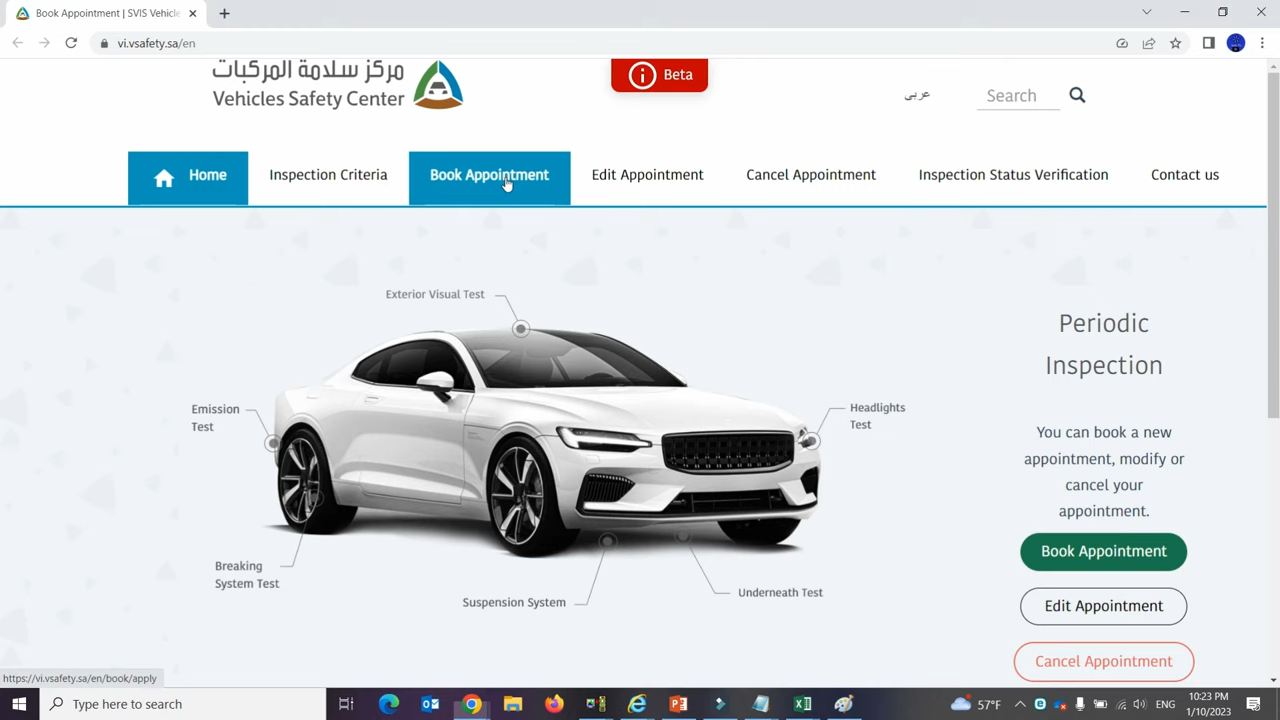 Book Appointment | SVIS Vehicle
vi.vsafety.sa/en
مركز سلامة المركبات
Vehicles Safety Center
Beta
عربي
Search
Home
Inspection Criteria
Book Appointment
Edit Appointment
Cancel Appointment
Inspection Status Verification
Contact us
Exterior Visual Test
Emission
Test
Headlights
Test
Breaking
System Test
Suspension System
Underneath Test
Periodic
Inspection
You can book a new
appointment, modify or
cancel your
appointment.
Book Appointment
Edit Appointment
Cancel Appointment
https://vi.vsafety.sa/en/book/apply
Type here to search
57°F
ENG
10:23 PM
1/10/2023